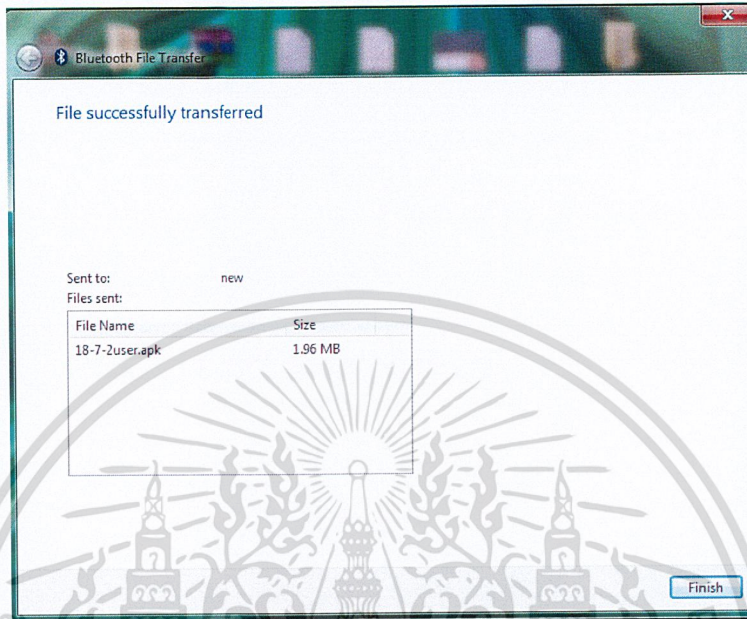 Bluetooth File Transfer
File successfully transferred
Sent to: new
Files sent:
File Name Size
18-7-2user.apk 1.96 MB
Finish